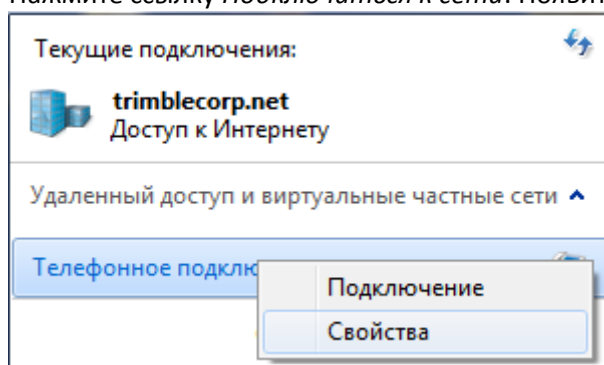 Нажмите ссылку Подключиться к сети. Появит
Текущие подключения:
trimblecorp.net
Доступ к Интернету
Удаленный доступ и виртуальные частные сети
Телефонное подклю
Подключение
Свойства